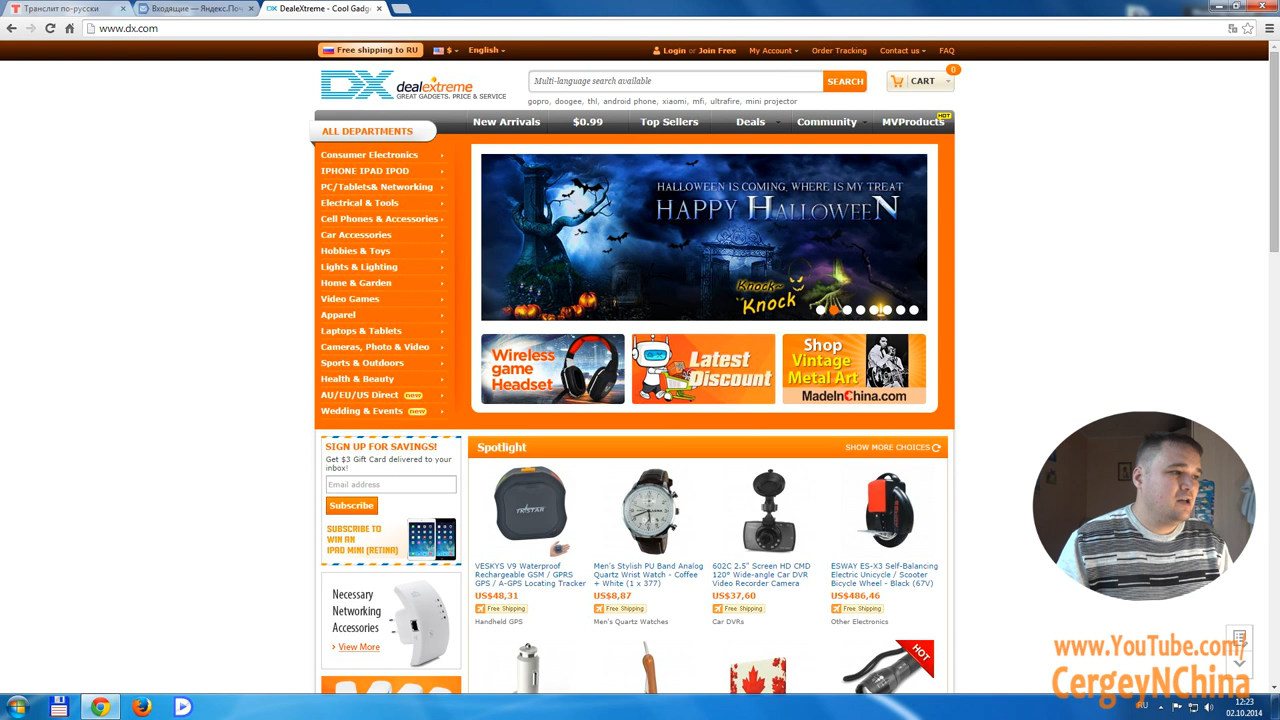 Транслит по-русски
Входящие — Яндекс.Поч
DX DealeXtreme - Cool Gadg
www.dx.com
Free shipping to RU
$
English
Login or Join Free
My Account
Order Tracking
Contact us
FAQ
DX dealextreme
GREAT GADGETS. PRICE & SERVICE
Multi-language search available
SEARCH
CART
0
gopro, doogee, thl, android phone, xiaomi, mfi, ultrafire, mini projector
ALL DEPARTMENTS
New Arrivals
$0.99
Top Sellers
Deals
Community
MVProducts
HOT
Consumer Electronics
IPHONE IPAD IPOD
PC/Tablets& Networking
Electrical & Tools
Cell Phones & Accessories
Car Accessories
Hobbies & Toys
Lights & Lighting
Home & Garden
Video Games
Apparel
Laptops & Tablets
Cameras, Photo & Video
Sports & Outdoors
Health & Beauty
AU/EU/US Direct new
Wedding & Events new
HALLOWEEN IS COMING, WHERE IS MY TREAT
HAPPY HALLOWEEN
Knock~
Knock
Wireless
game
Headset
Latest
Discount
Shop
Vintage
Metal Art
MadeInChina.com
SIGN UP FOR SAVINGS!
Get $3 Gift Card delivered to your
inbox!
Email address
Subscribe
SUBSCRIBE TO
WIN AN
IPAD MINI (RETINA)
Necessary
Networking
Accessories
View More
Spotlight
SHOW MORE CHOICES
TKSTAR
VESKYS V9 Waterproof
Rechargeable GSM / GPRS
GPS / A-GPS Locating Tracker
US$48,31
Free Shipping
Handheld GPS
Men's Stylish PU Band Analog
Quartz Wrist Watch - Coffee
+ White (1 x 377)
US$8,87
Free Shipping
Men's Quartz Watches
602C 2.5" Screen HD CMD
120° Wide-angle Car DVR
Video Recorder Camera
US$37,60
Free Shipping
Car DVRs
ESWAY ES-X3 Self-Balancing
Electric Unicycle / Scooter
Bicycle Wheel - Black (67V)
US$486,46
Free Shipping
Other Electronics
HOT
www.YouTube.com/
CergeyNChina
RU
12:23
02.10.2014